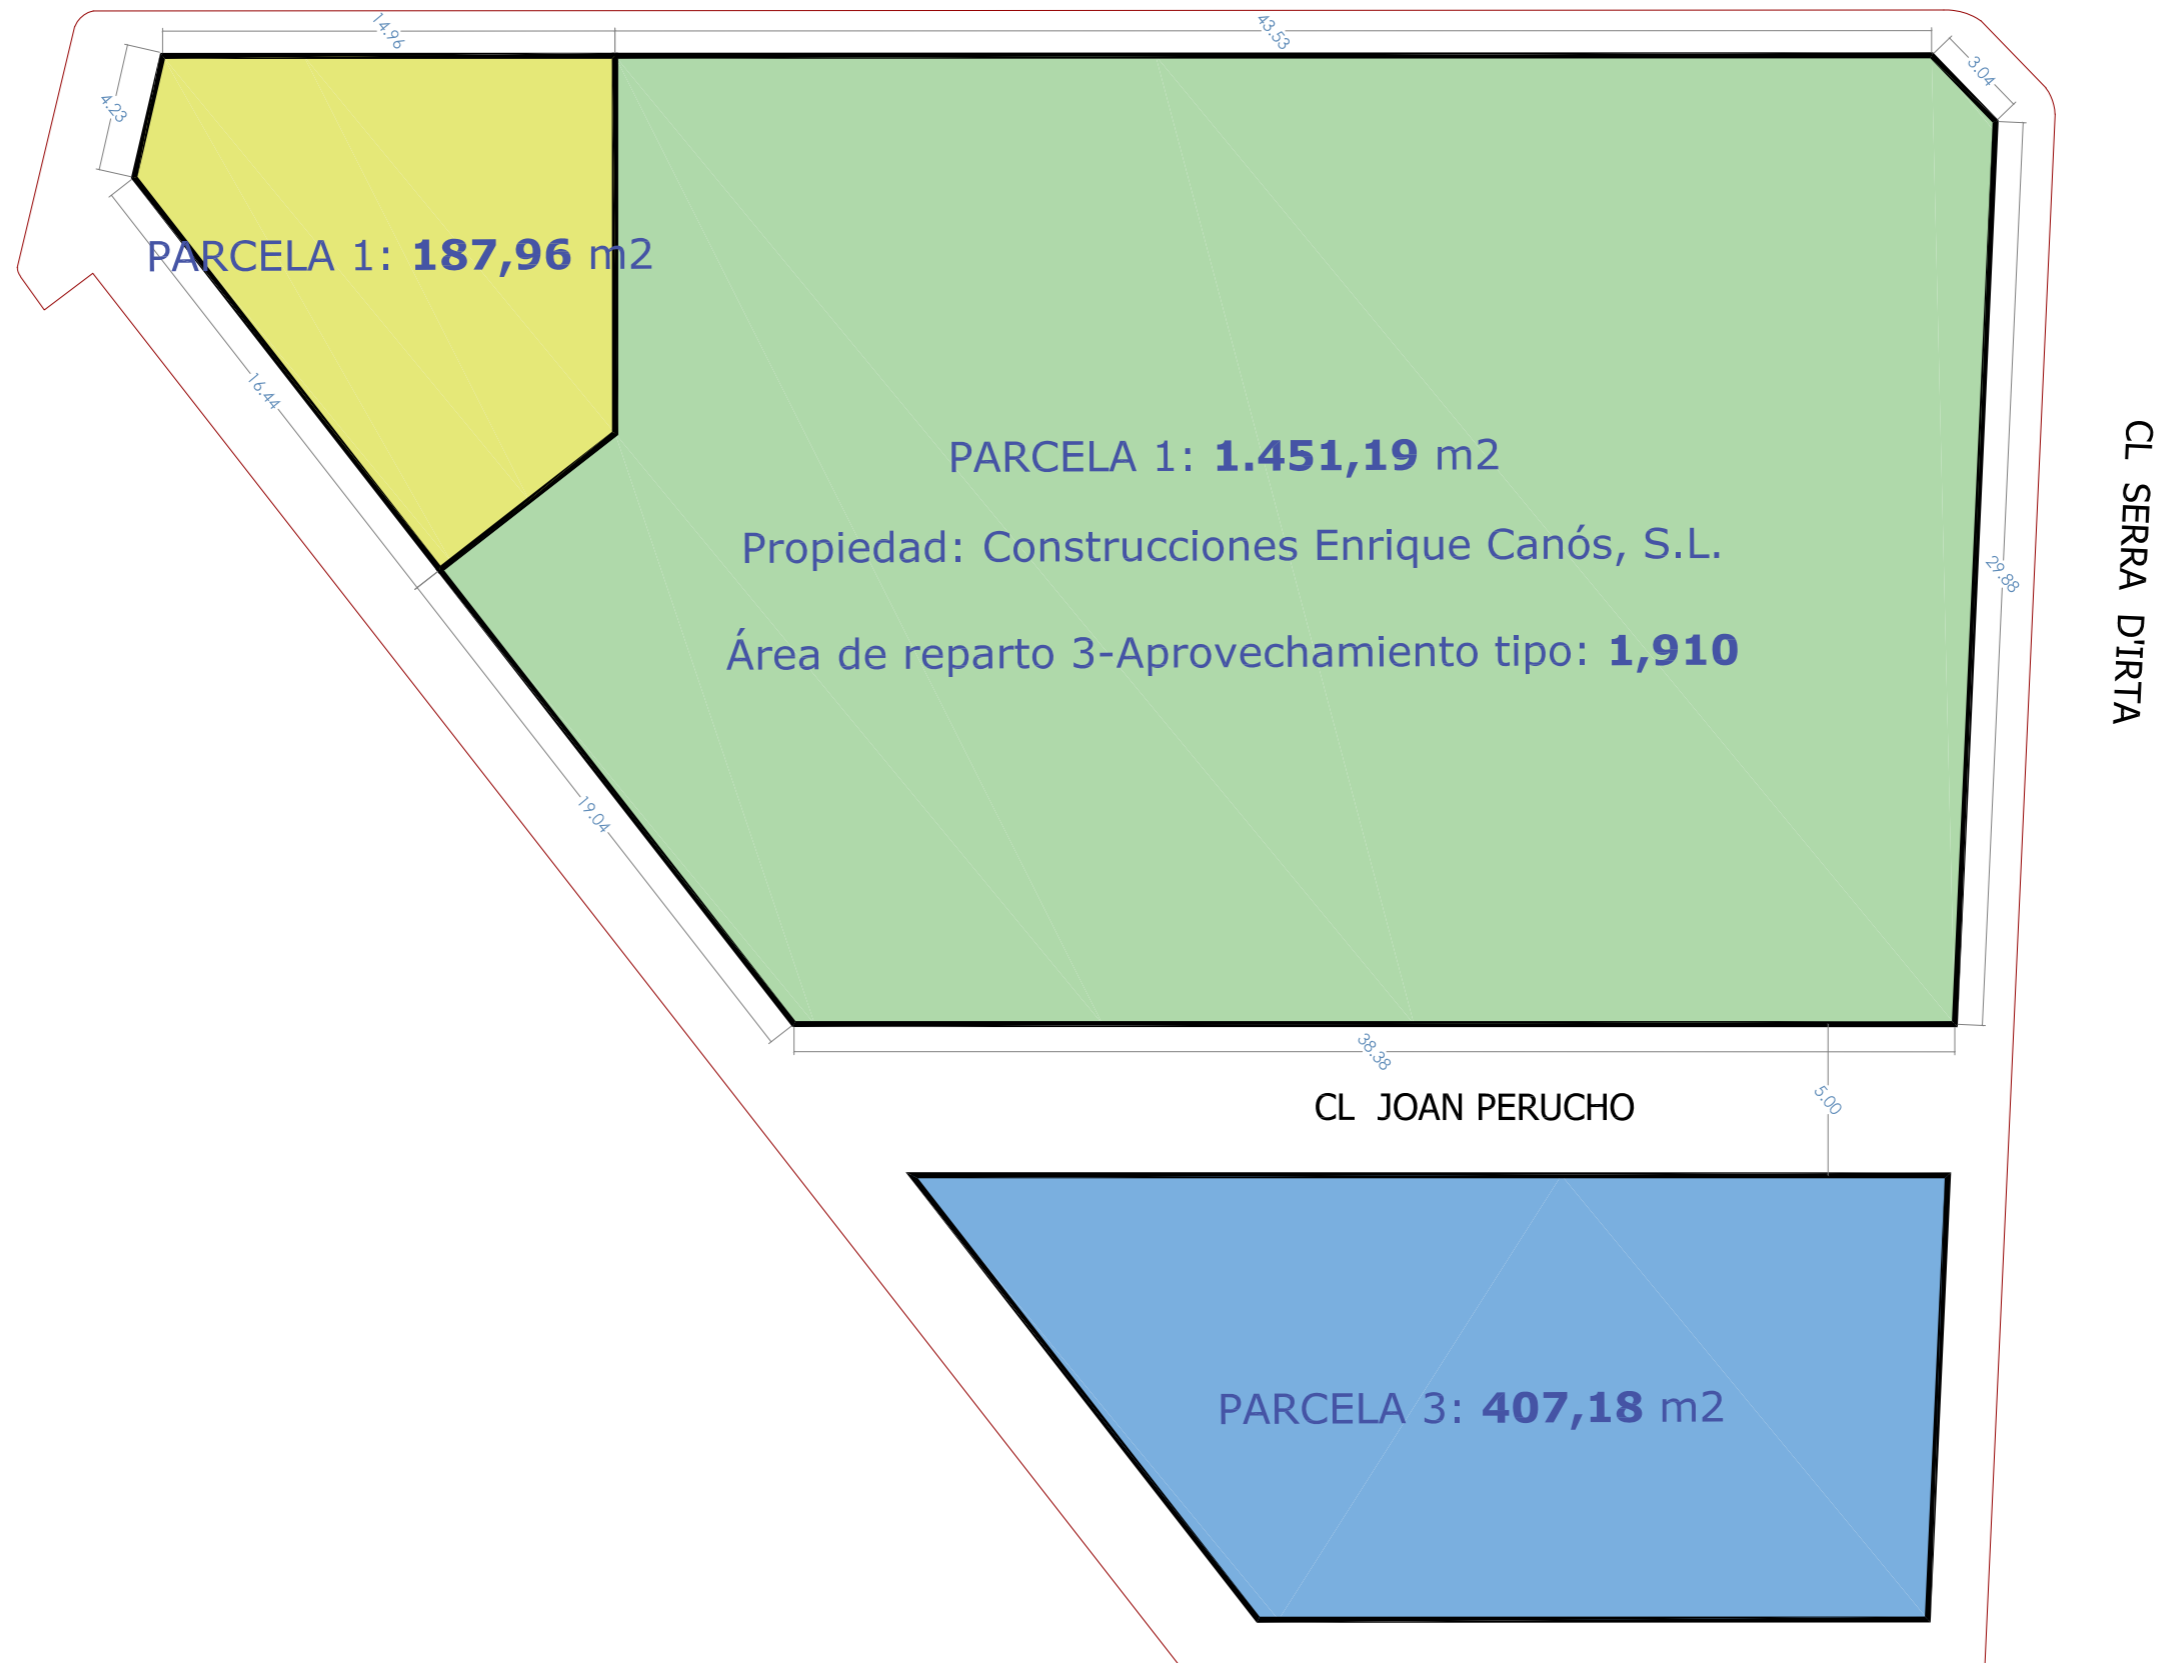 14.96
43.53
3.04
4.23
PARCELA 1: 187,96 m2
16.44
PARCELA 1: 1.451,19 m2
Propiedad: Construcciones Enrique Canós, S.L.
Área de reparto 3-Aprovechamiento tipo: 1,910
29.88
CL SERRA D'IRTA
19.04
38.38
CL JOAN PERUCHO
5.00
PARCELA 3: 407,18 m2